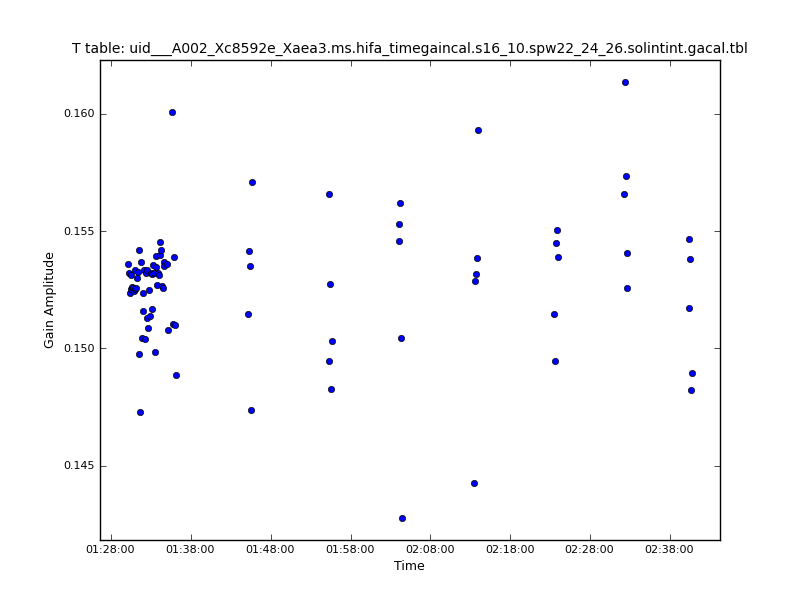 T table: uid___A002_Xc8592e_Xaea3.ms.hifa_timegaincal.s16_10.spw22_24_26.solintint.gacal.tbl
0.160
0.155
0.150
0.145
Gain Amplitude
01:28:00 01:38:00 01:48:00 01:58:00 02:08:00 02:18:00 02:28:00 02:38:00
Time